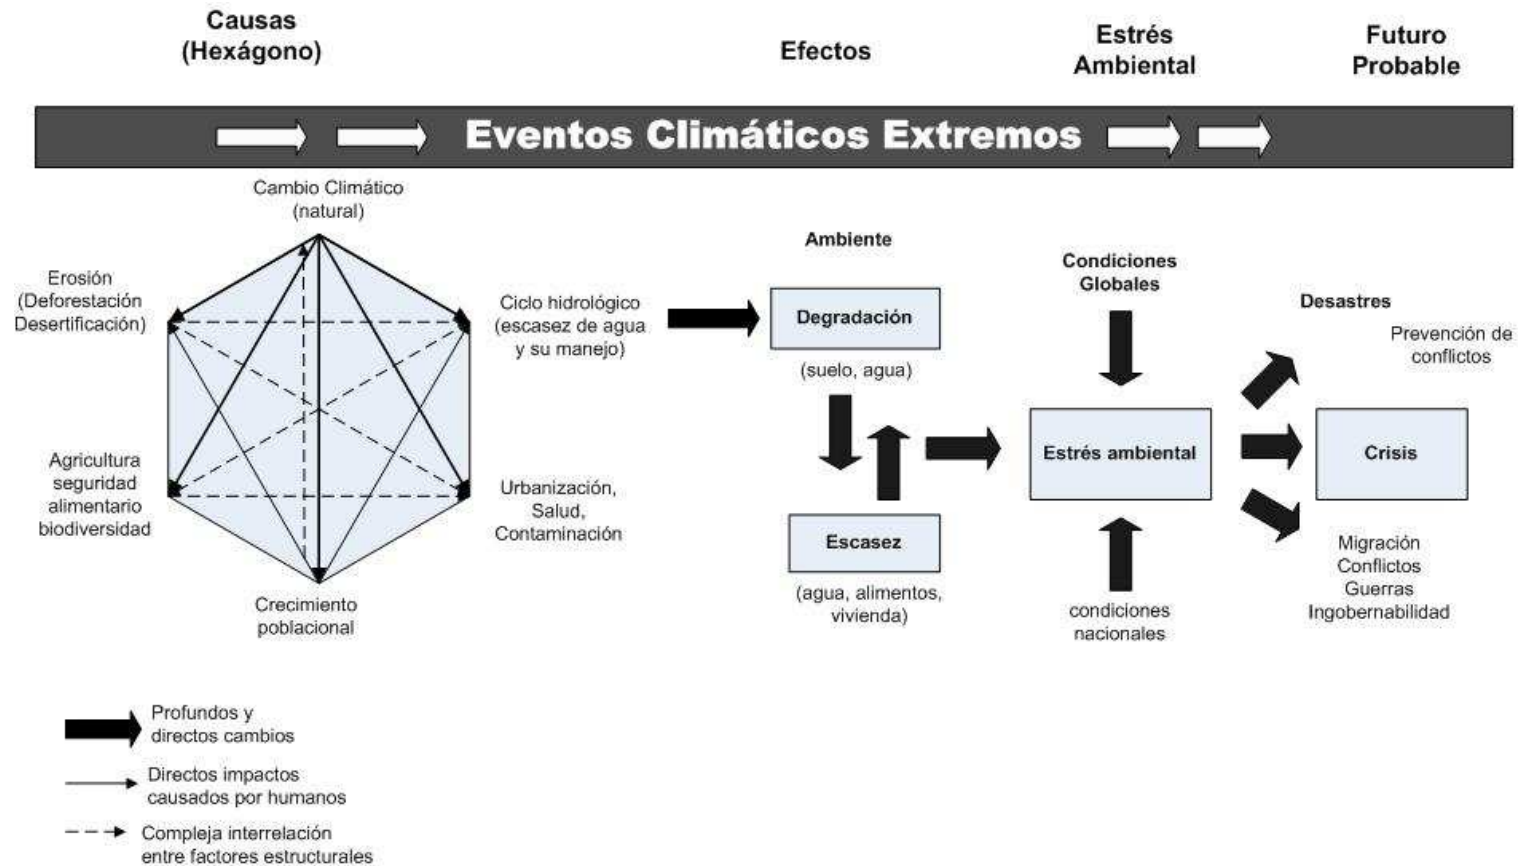 Causas
(Hexágono)
Efectos
Estrés
Ambiental
Futuro
Probable
Eventos Climáticos Extremos
Cambio Climático
(natural)
Erosión
(Deforestación
Desertificación)
Ciclo hidrológico
(escasez de agua
y su manejo)
Agricultura
seguridad
alimentario
biodiversidad
Urbanización,
Salud,
Contaminación
Crecimiento
poblacional
Ambiente
Degradación
(suelo, agua)
Escasez
(agua, alimentos,
vivienda)
Condiciones
Globales
Estrés ambiental
condiciones
nacionales
Desastres
Prevención de
conflictos
Crisis
Migración
Conflictos
Guerras
Ingobernabilidad
Profundos y
directos cambios
Directos impactos
causados por humanos
Compleja interrelación
entre factores estructurales